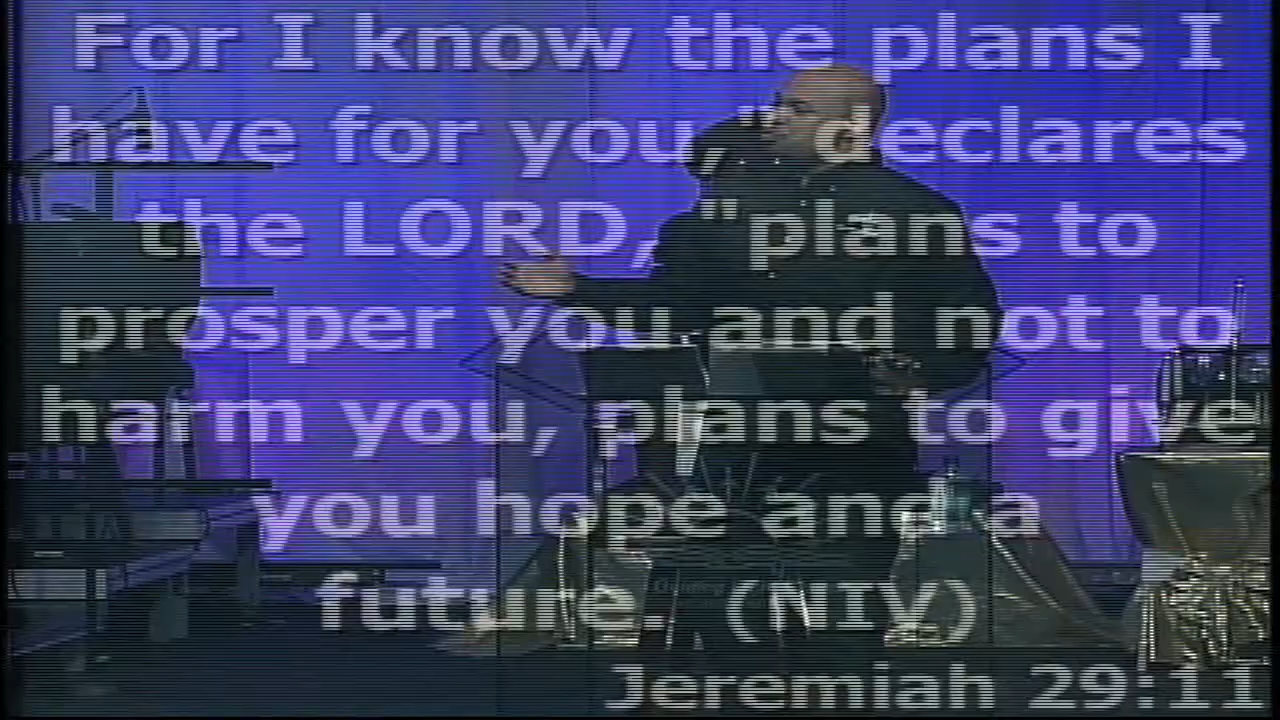 For I know the plans I
have for you," declares
the LORD, "plans to
prosper you and not to
harm you, plans to give
you hope and a
future. (NIV)
Jeremiah 29:11